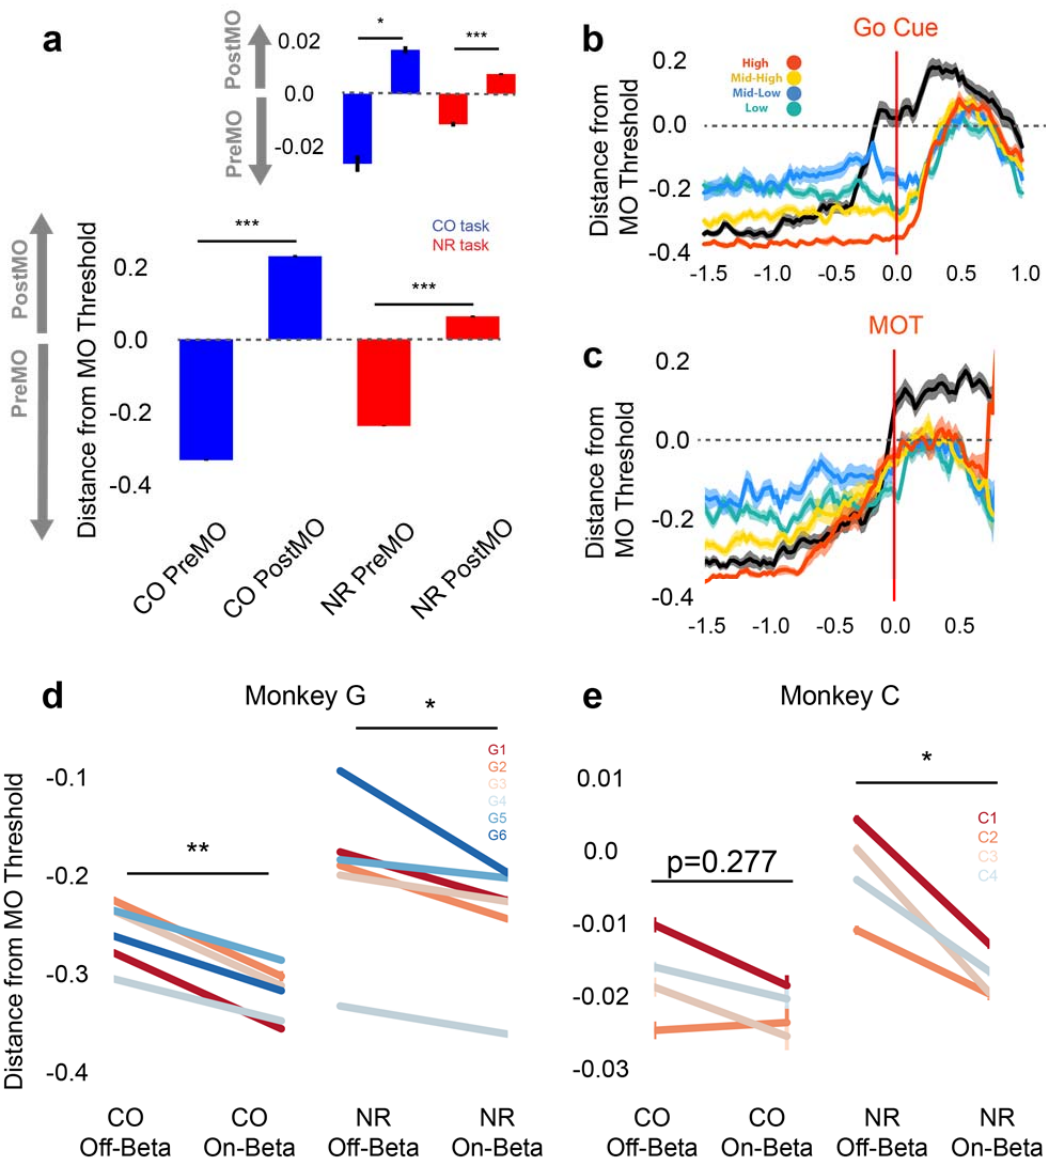 a
PostMO
PreMO
0.02
0.0
-0.02
*
***
PostMO
PreMO
Distance from MO Threshold
0.2
0.0
-0.2
-0.4
***
***
CO task
NR task
CO PreMO
CO PostMO
NR PreMO
NR PostMO
b
Go Cue
Distance from
MO Threshold
0.2
0.0
-0.2
-0.4
High
Mid-High
Mid-Low
Low
-1.5 -1.0 -0.5 0.0 0.5 1.0
c
MOT
Distance from
MO Threshold
0.2
0.0
-0.2
-0.4
-1.5 -1.0 -0.5 0.0 0.5
d
Monkey G
Distance from MO Threshold
-0.1
-0.2
-0.3
-0.4
**
*
G1
G2
G3
G4
G5
G6
CO
Off-Beta
CO
On-Beta
NR
Off-Beta
NR
On-Beta
e
Monkey C
0.01
0.0
-0.01
-0.02
-0.03
p=0.277
*
C1
C2
C3
C4
CO
Off-Beta
CO
On-Beta
NR
Off-Beta
NR
On-Beta